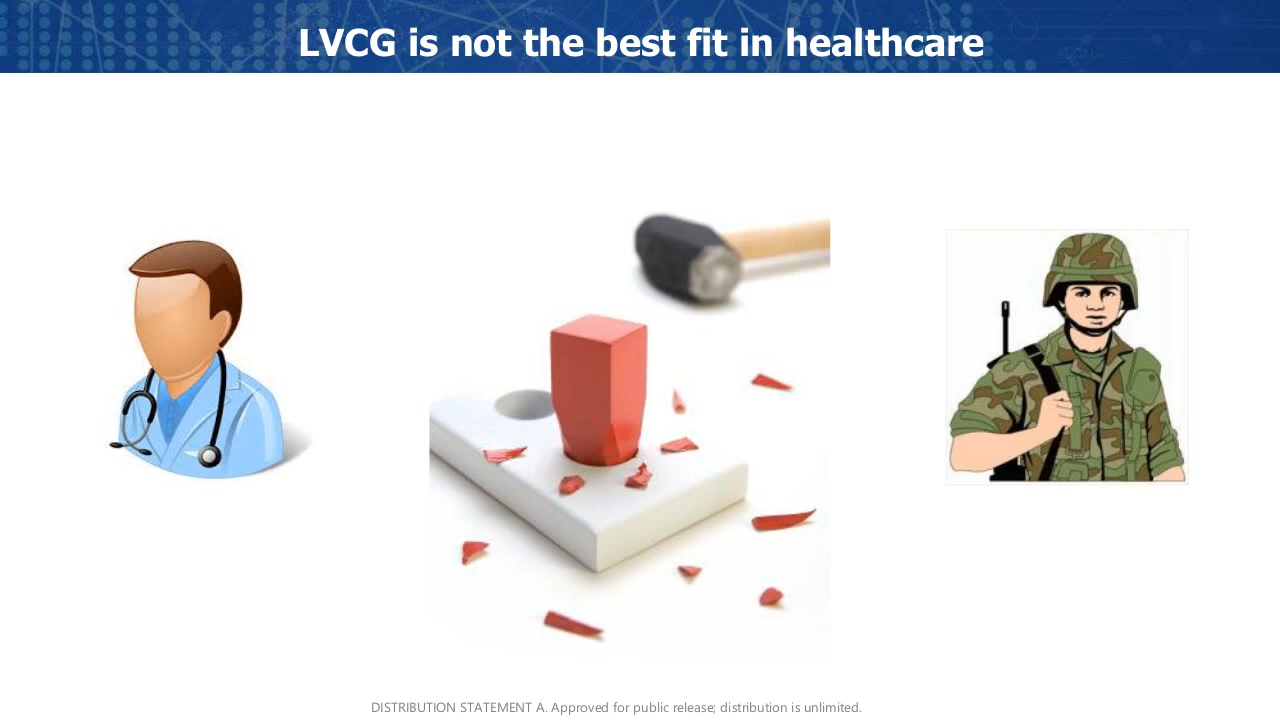 LVCG is not the best fit in healthcare
DISTRIBUTION STATEMENT A. Approved for public release; distribution is unlimited.